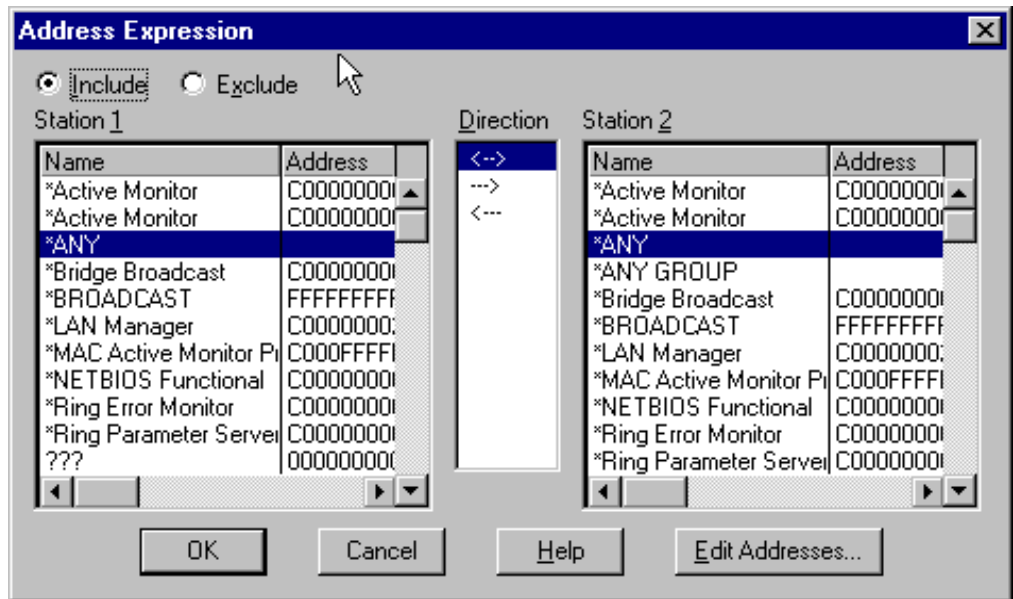 Address Expression
Include Exclude
Station 1 Direction Station 2
Name Address <--> Name Address
*Active Monitor C0000000 ---> *Active Monitor C0000000
*Active Monitor C0000000 <--- *Active Monitor C0000000
*ANY *ANY
*Bridge Broadcast C0000000 *ANY GROUP
*BROADCAST FFFFFFFFF *Bridge Broadcast C0000000
*LAN Manager C0000000 *BROADCAST FFFFFFFFF
*MAC Active Monitor C000FFFF *LAN Manager C0000000
*NETBIOS Functional C0000000 *MAC Active Monitor C000FFFF
*Ring Error Monitor C0000000 *NETBIOS Functional C0000000
*Ring Parameter Server C0000000 *Ring Error Monitor C0000000
??? 00000000 *Ring Parameter Server C0000000
OK Cancel Help Edit Addresses...